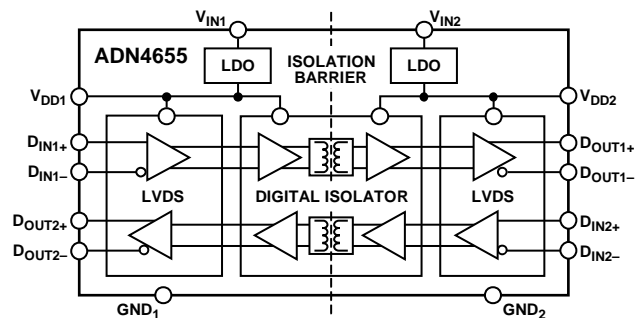 VIN1
VIN2
ADN4655
LDO
ISOLATION
BARRIER
LDO
VDD1
VDD2
DIN1+
DOUT1+
DIN1–
DOUT1–
LVDS
DIGITAL ISOLATOR
LVDS
DOUT2+
DIN2+
DOUT2–
DIN2–
GND1
GND2